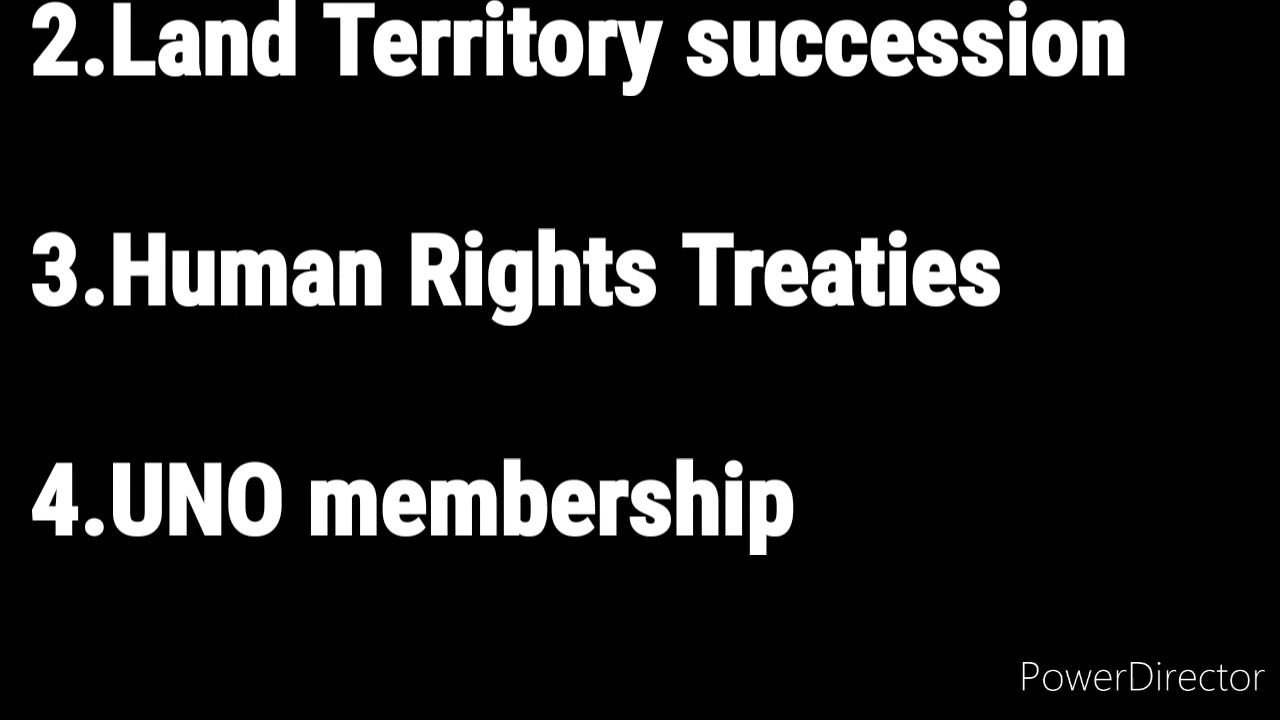 2.Land Territory succession
3.Human Rights Treaties
4.UNO membership
PowerDirector